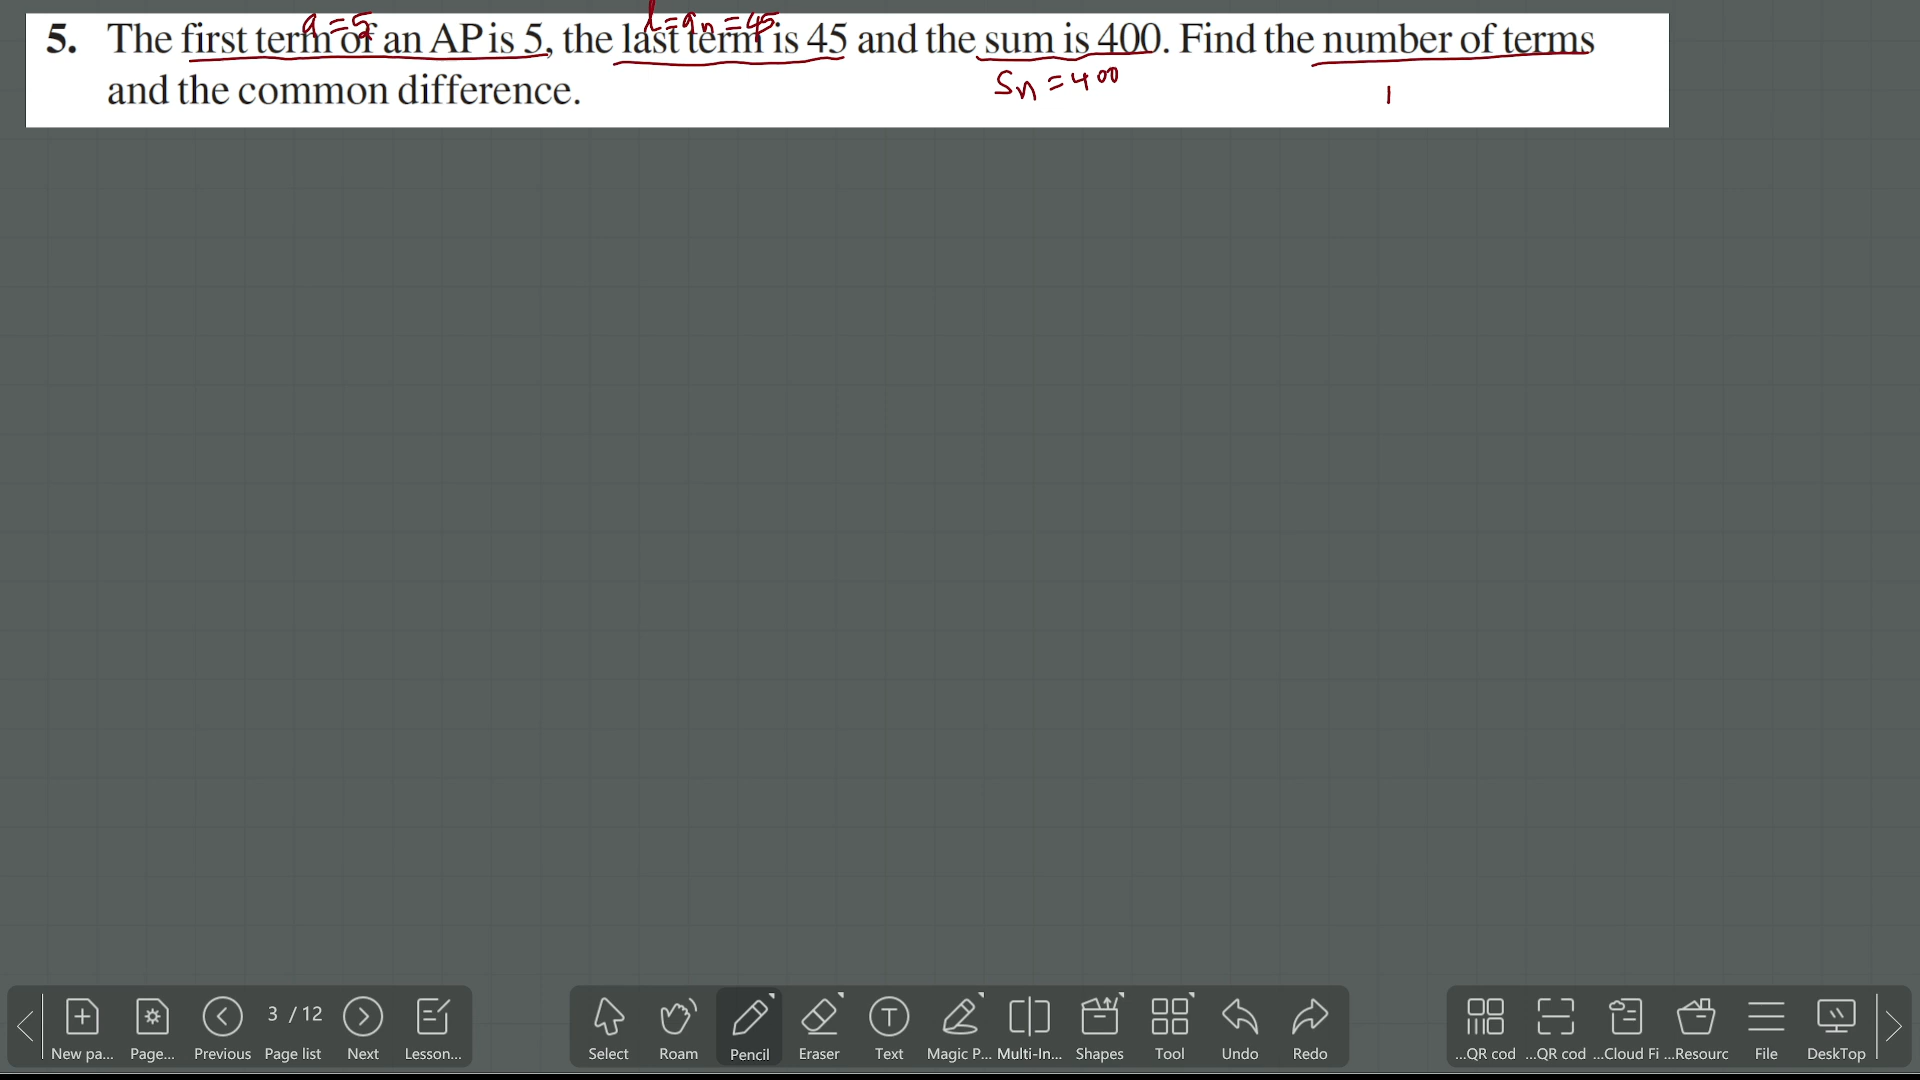 a = 5 l = an = 45
5. The first term of an AP is 5, the last term is 45 and the sum is 400. Find the number of terms
Sn = 400
and the common difference.
3 / 12
New pa... Page... Previous Page list Next Lesson... Select Roam Pencil Eraser Text Magic P... Multi-In... Shapes Tool Undo Redo ...QR cod ...QR cod ...Cloud Fi ...Resourc File DeskTop